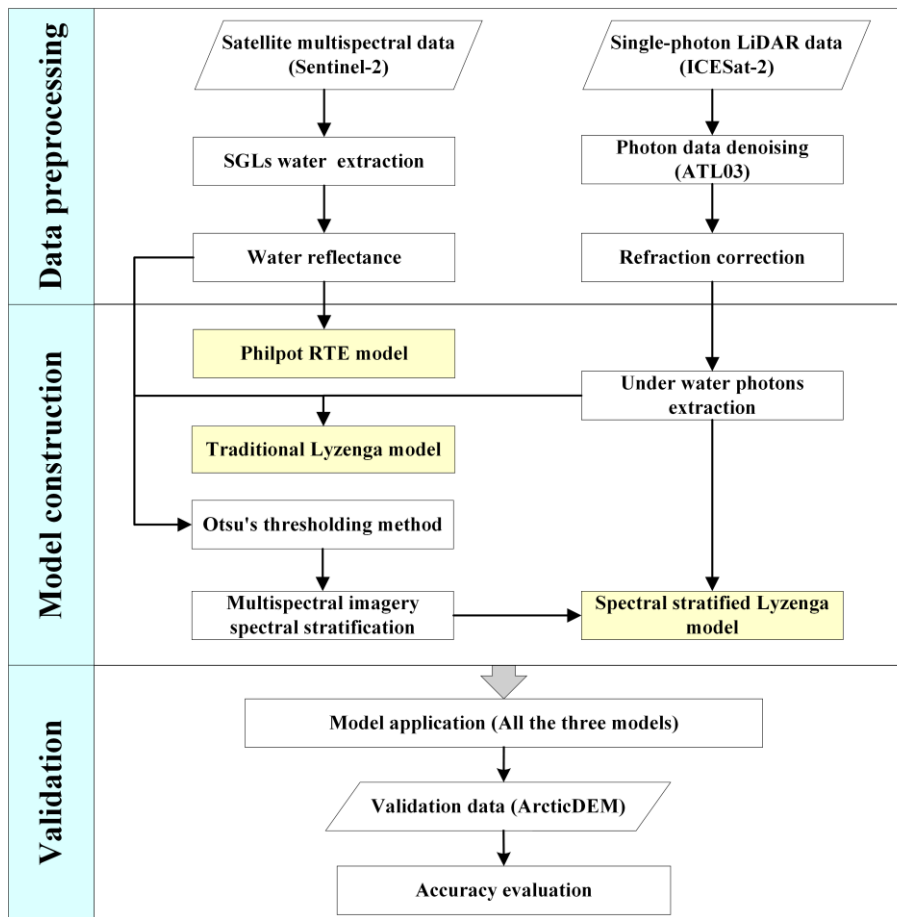 Data preprocessing
Satellite multispectral data
(Sentinel-2)
Single-photon LiDAR data
(ICESat-2)
SGLs water extraction
Photon data denoising
(ATL03)
Water reflectance
Refraction correction
Model construction
Philpot RTE model
Under water photons
extraction
Traditional Lyzenga model
Otsu's thresholding method
Multispectral imagery
spectral stratification
Spectral stratified Lyzenga
model
Validation
Model application (All the three models)
Validation data (ArcticDEM)
Accuracy evaluation